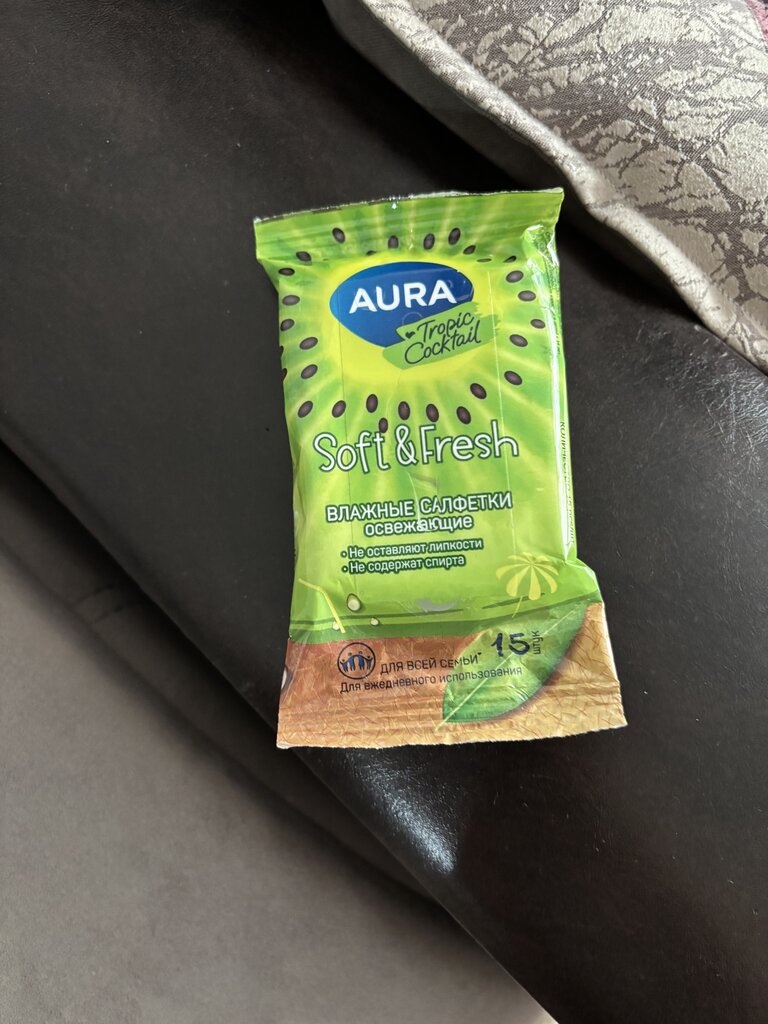 AURA
Tropic
Cocktail
Soft & Fresh
ВЛАЖНЫЕ САЛФЕТКИ
освежающие
• Не оставляют липкости
• Не содержат спирта
15 штук
ДЛЯ ВСЕЙ СЕМЬИ*
Для ежедневного использования